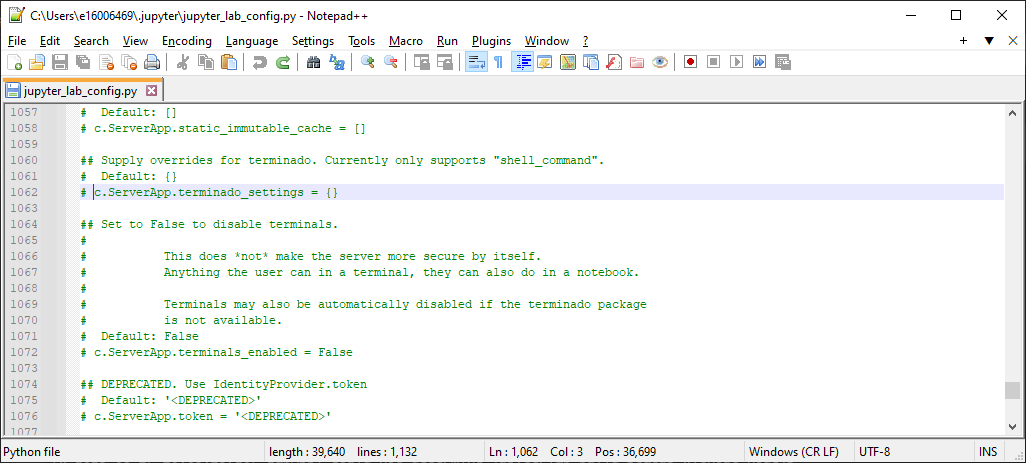 C:\Users\e16006469\.jupyter\jupyter_lab_config.py - Notepad++
File Edit Search View Encoding Language Settings Tools Macro Run Plugins Window ?
+ ▼ X
jupyter_lab_config.py
1057 #  Default: []
1058 # c.ServerApp.static_immutable_cache = []
1059
1060 ## Supply overrides for terminado. Currently only supports "shell_command".
1061 #  Default: {}
1062 # c.ServerApp.terminado_settings = {}
1063
1064 ## Set to False to disable terminals.
1065 #
1066 #           This does *not* make the server more secure by itself.
1067 #           Anything the user can in a terminal, they can also do in a notebook.
1068 #
1069 #           Terminals may also be automatically disabled if the terminado package
1070 #           is not available.
1071 #  Default: False
1072 # c.ServerApp.terminals_enabled = False
1073
1074 ## DEPRECATED. Use IdentityProvider.token
1075 #  Default: '<DEPRECATED>'
1076 # c.ServerApp.token = '<DEPRECATED>'
1077
Python file length : 39,640 lines : 1,132 Ln : 1,062 Col : 3 Pos : 36,699 Windows (CR LF) UTF-8 INS